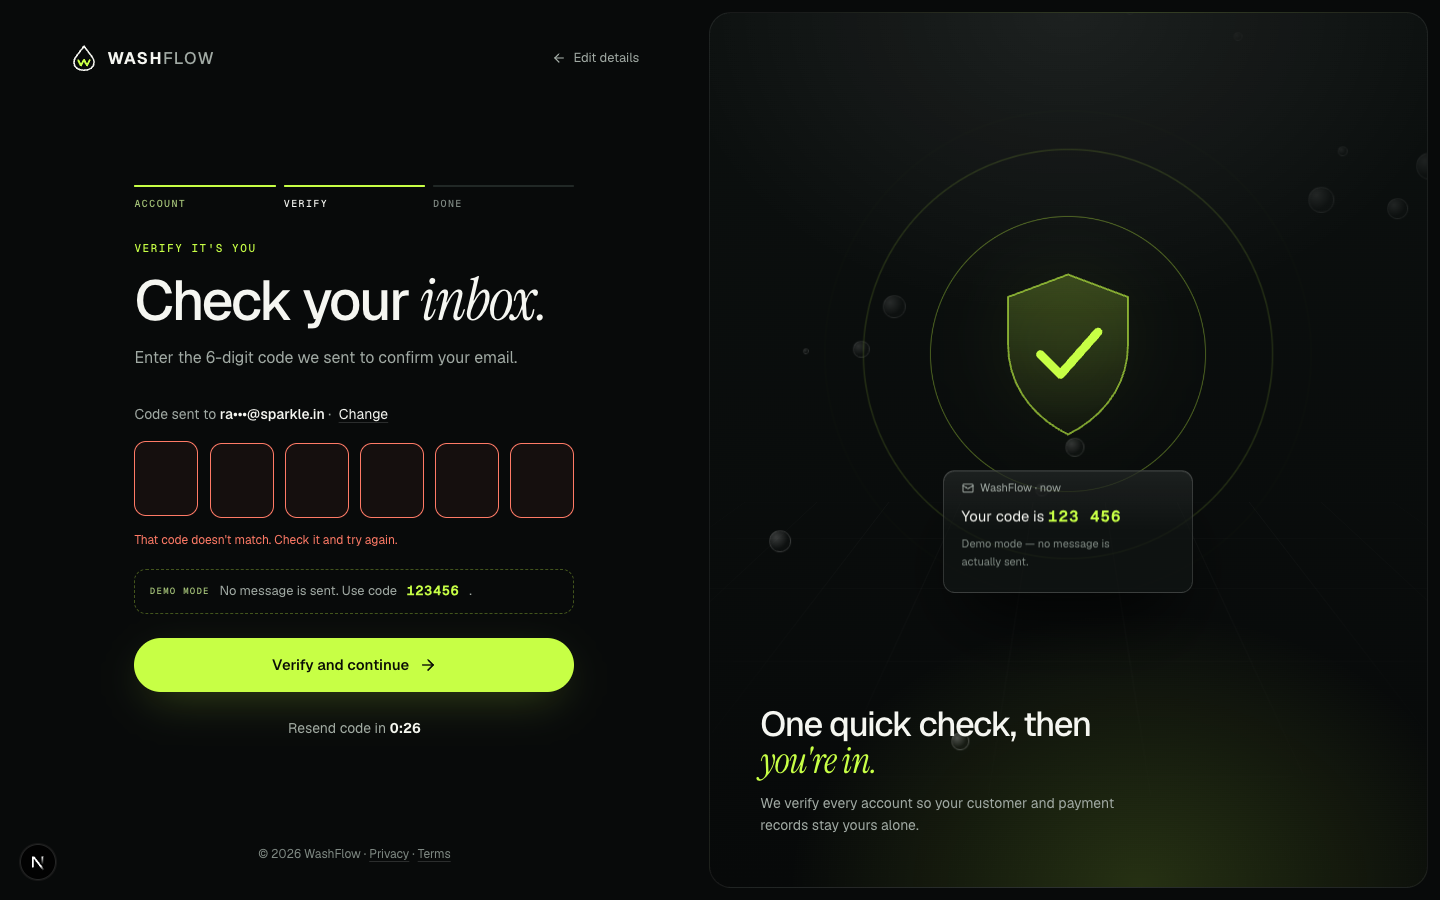 WASHFLOW
← Edit details
ACCOUNT
VERIFY
DONE
VERIFY IT'S YOU
Check your inbox.
Enter the 6-digit code we sent to confirm your email.
Code sent to ra•••@sparkle.in · Change
That code doesn't match. Check it and try again.
DEMO MODE No message is sent. Use code 123456 .
Verify and continue →
Resend code in 0:26
© 2026 WashFlow · Privacy · Terms
N
WashFlow · now
Your code is 123 456
Demo mode — no message is
actually sent.
One quick check, then
you're in.
We verify every account so your customer and payment
records stay yours alone.